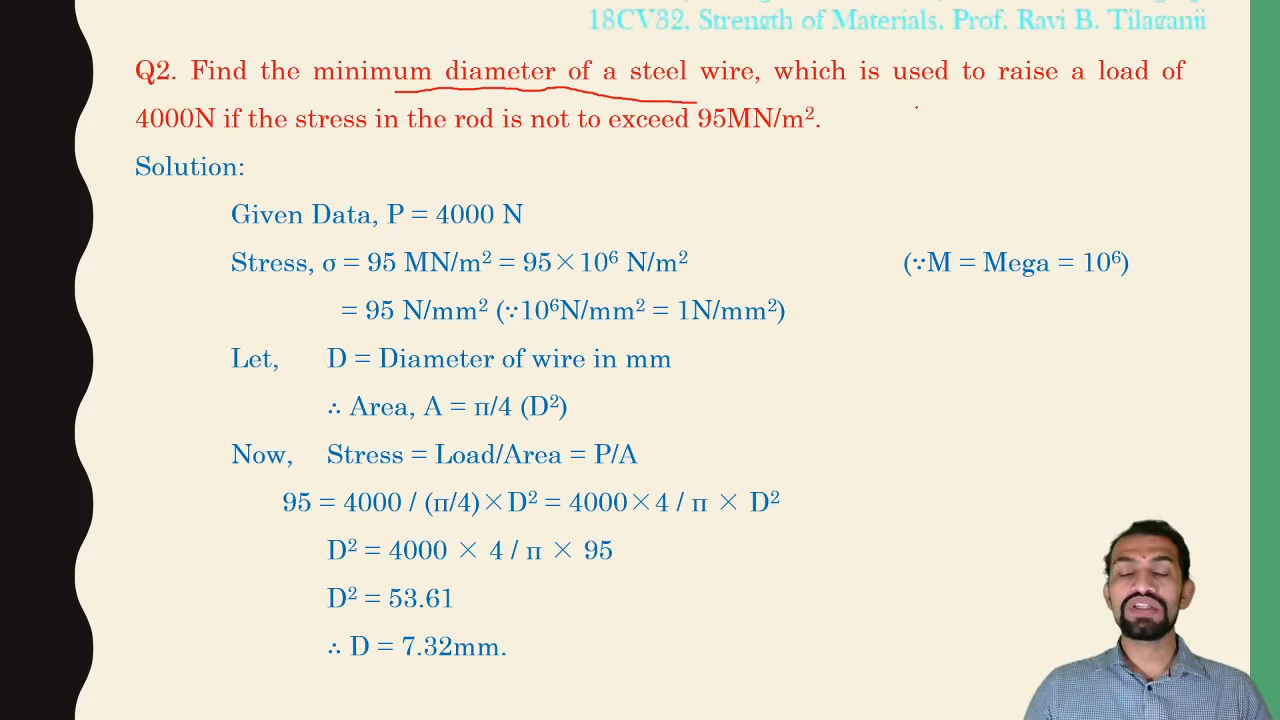 18CV32, Strength of Materials, Prof. Ravi B. Tilaganji
Q2. Find the minimum diameter of a steel wire, which is used to raise a load of
4000N if the stress in the rod is not to exceed 95MN/m².
Solution:
Given Data, P = 4000 N
Stress, σ = 95 MN/m² = 95×10⁶ N/m² (∵M = Mega = 10⁶)
= 95 N/mm² (∵10⁶N/mm² = 1N/mm²)
Let, D = Diameter of wire in mm
∴ Area, A = π/4 (D²)
Now, Stress = Load/Area = P/A
95 = 4000 / (π/4)×D² = 4000×4 / π × D²
D² = 4000 × 4 / π × 95
D² = 53.61
∴ D = 7.32mm.